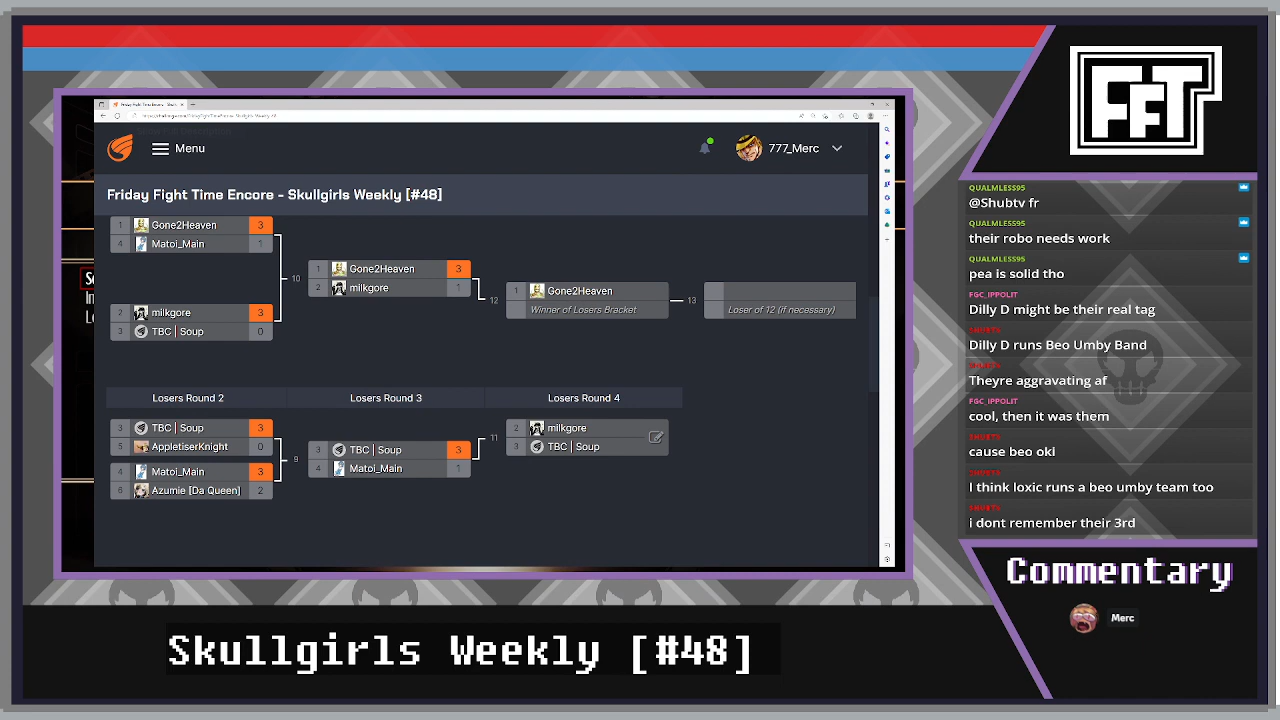 FFT
Friday Fight Time Encore - Skull
Menu
777_Merc
Friday Fight Time Encore - Skullgirls Weekly [#48]
1 Gone2Heaven 3
4 Matoi_Main 1
10
2 milkgore 3
3 TBC | Soup 0
1 Gone2Heaven 3
2 milkgore 1
12
1 Gone2Heaven
Winner of Losers Bracket
13
Loser of 12 (if necessary)
Losers Round 2
Losers Round 3
Losers Round 4
3 TBC | Soup 3
5 AppletiserKnight 0
9
4 Matoi_Main 3
6 Azumie [Da Queen] 2
3 TBC | Soup 3
4 Matoi_Main 1
11
2 milkgore
3 TBC | Soup
QUALMLESS95
@Shubtv fr
QUALMLESS95
their robo needs work
QUALMLESS95
pea is solid tho
FGC_IPPOLIT
Dilly D might be their real tag
Dilly D runs Beo Umby Band
Theyre aggravating af
FGC_IPPOLIT
cool, then it was them
cause beo oki
I think loxic runs a beo umby team too
i dont remember their 3rd
Commentary
Merc
Skullgirls Weekly [#48]